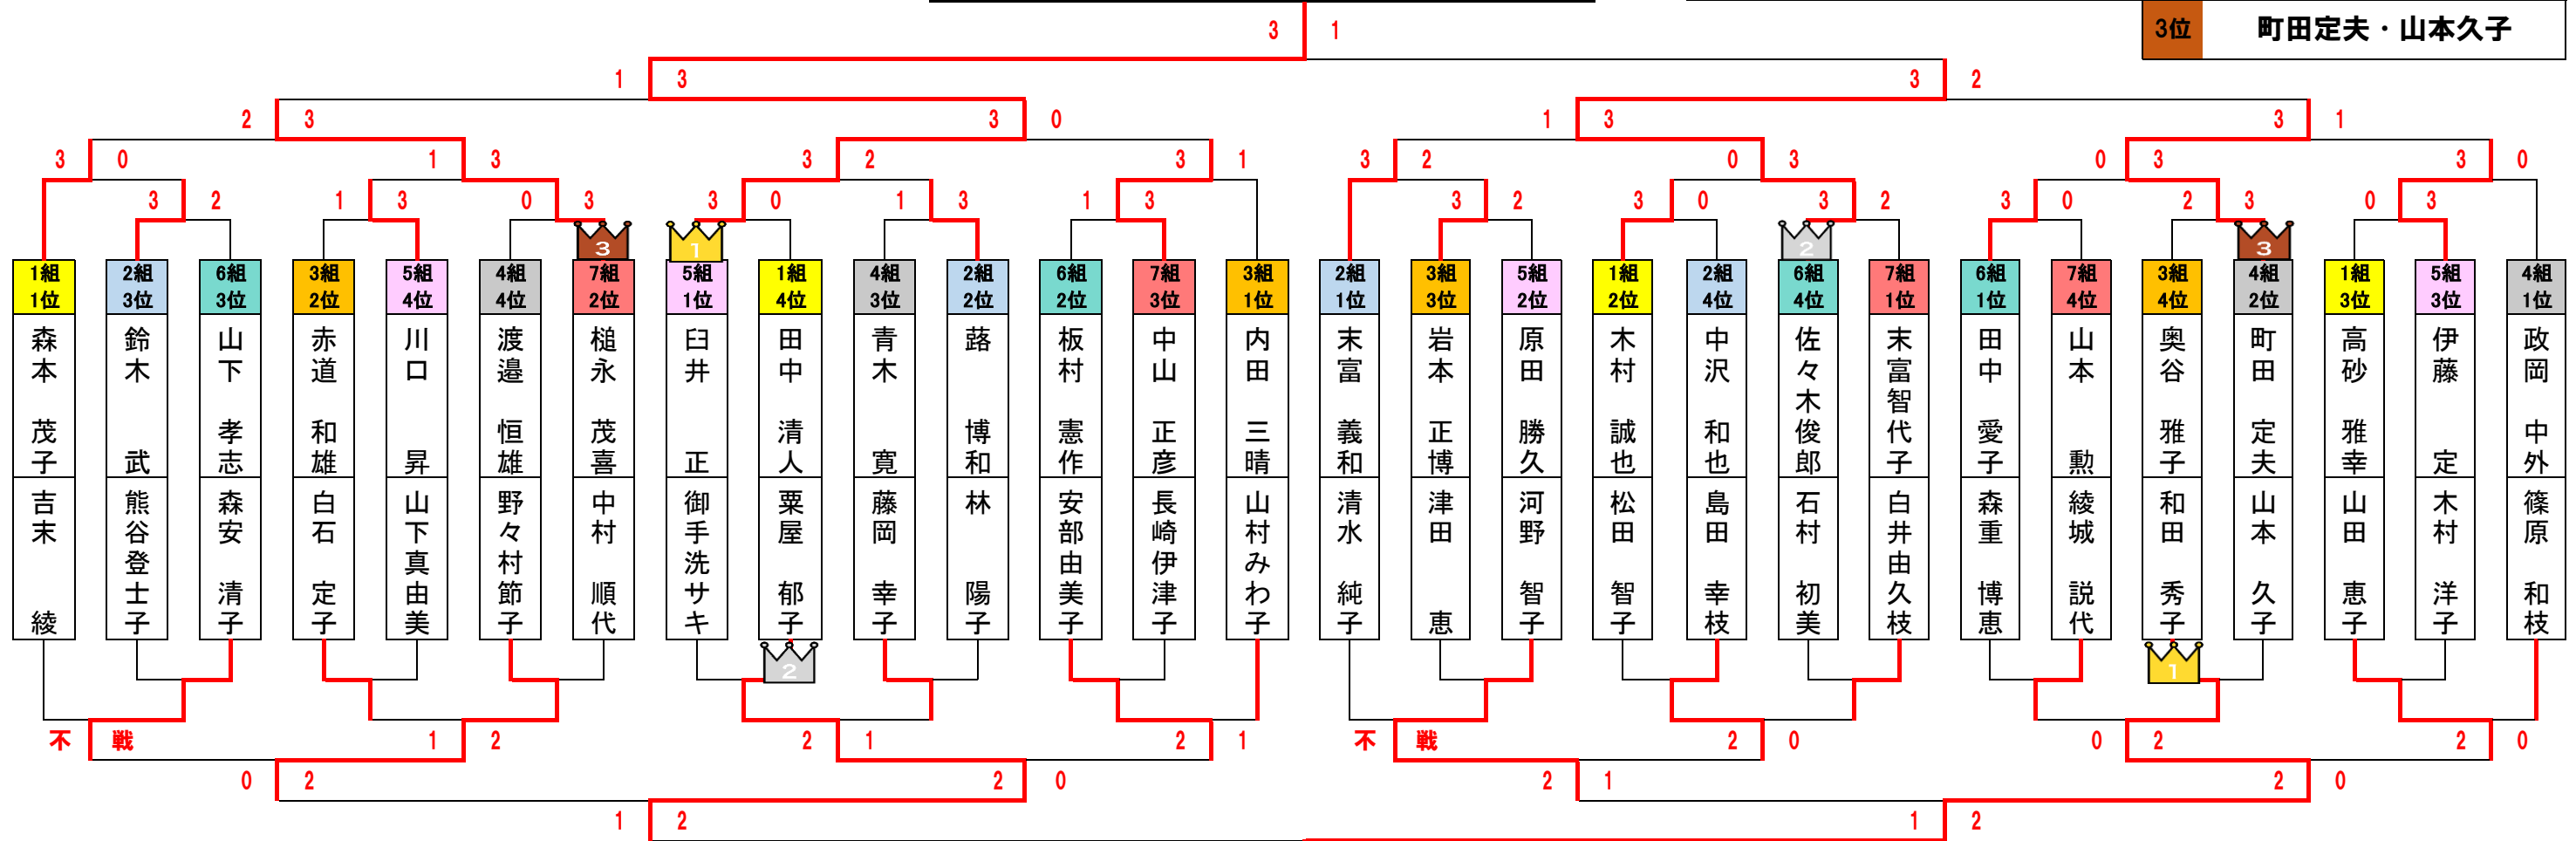 3 1
3位 町田定夫・山本久子
1 3 3 2
2 3 3 0 1 3 3 1
3 0 1 3 3 2 3 1 3 2 0 3 0 3 3 0
3 2 1 3 0 3 3 0 1 3 1 3 3 2 3 0 3 2 3 0 2 3 0 3
3 1 2 3
1組 2組 6組 3組 5組 4組 7組 5組 1組 4組 2組 6組 7組 3組 2組 3組 5組 1組 2組 6組 7組 6組 7組 3組 4組 1組 5組 4組
1位 3位 3位 2位 4位 4位 2位 1位 4位 3位 2位 2位 3位 1位 1位 3位 2位 2位 4位 4位 1位 1位 4位 4位 2位 3位 3位 1位
森本 茂子
吉末 綾
鈴木 武
熊谷登士子
山下 孝志
森安 清子
赤道 和雄
白石 定子
川口 昇
山下真由美
渡邉 恒雄
野々村節子
槌永 茂喜
中村 順代
臼井 正
御手洗サキ
田中 清人
粟屋 郁子
青木 寛
藤岡 幸子
蕗 博和
林 陽子
板村 憲作
安部由美子
中山 正彦
長崎伊津子
内田 三晴
山村みわ子
末富 義和
清水 純子
岩本 正博
津田 恵
原田 勝久
河野 智子
木村 誠也
松田 智子
中沢 和也
島田 幸枝
佐々木俊郎
石村 初美
末富智代子
白井由久枝
田中 愛子
森重 博恵
山本 勲
綾城 説代
奥谷 雅子
和田 秀子
町田 定夫
山本 久子
高砂 雅幸
山田 恵子
伊藤 定
木村 洋子
政岡 中外
篠原 和枝
2 1
不 戦 1 2 2 1 2 1 不 戦 2 0 0 2 2 0
0 2 2 0 2 1 2 0
1 2 1 2